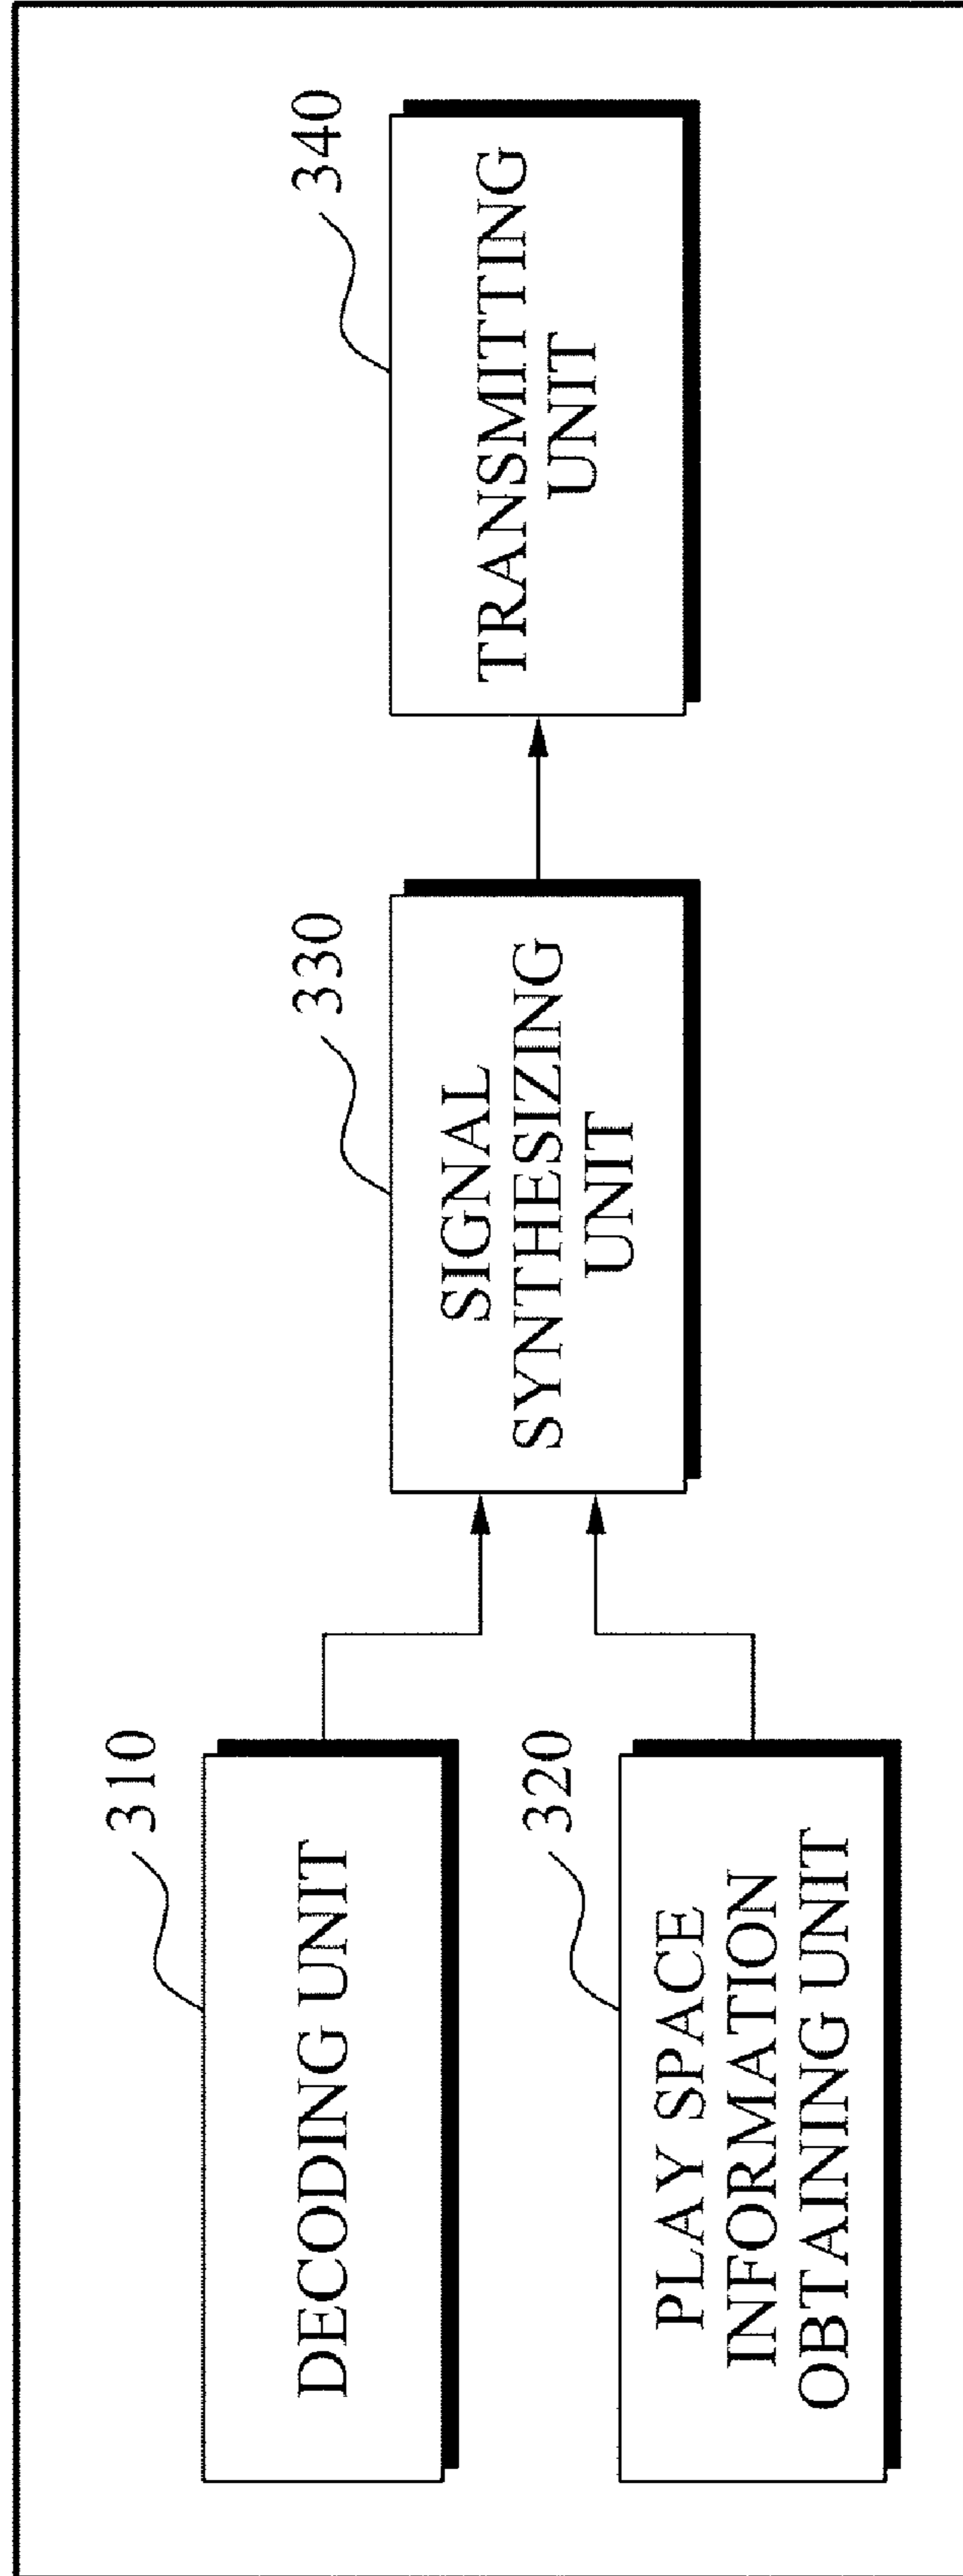 310
DECODING UNIT
320
PLAY SPACE
INFORMATION
OBTAINING UNIT
330
SIGNAL
SYNTHESIZING
UNIT
340
TRANSMITTING
UNIT